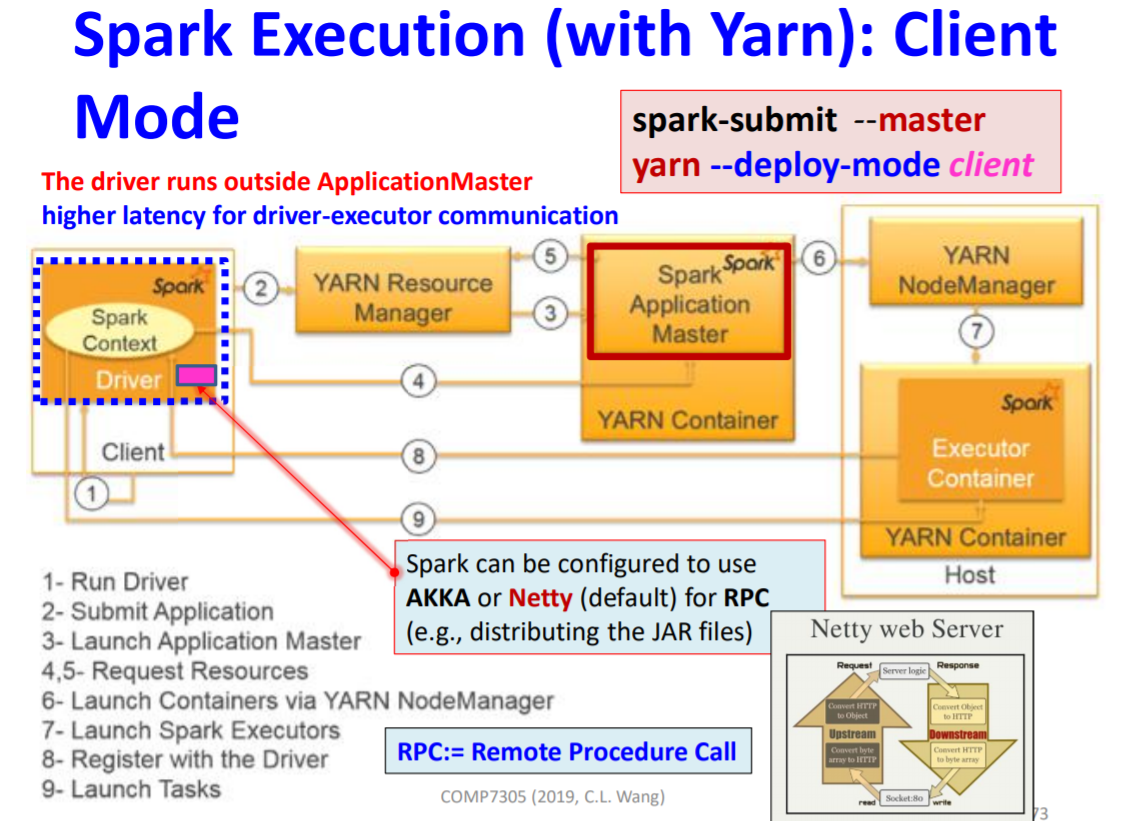 Spark Execution (with Yarn): Client
Mode
spark-submit --master
yarn --deploy-mode client
The driver runs outside ApplicationMaster
higher latency for driver-executor communication
Spark
Spark
Context
Driver
Client
1
2
YARN Resource
Manager
5
3
4
8
9
Spark
Spark
Application
Master
YARN Container
6
YARN
NodeManager
7
Spark
Executor
Container
YARN Container
Host
Spark can be configured to use
AKKA or Netty (default) for RPC
(e.g., distributing the JAR files)
1- Run Driver
2- Submit Application
3- Launch Application Master
4,5- Request Resources
6- Launch Containers via YARN NodeManager
7- Launch Spark Executors
8- Register with the Driver
9- Launch Tasks
RPC:= Remote Procedure Call
Netty web Server
Request
Server logic
Response
Convert HTTP
to Object
Upstream
Convert byte
array to HTTP
Convert Object
to HTTP
Downstream
Convert HTTP
to byte array
read
Socket:80
write
COMP7305 (2019, C.L. Wang)
73